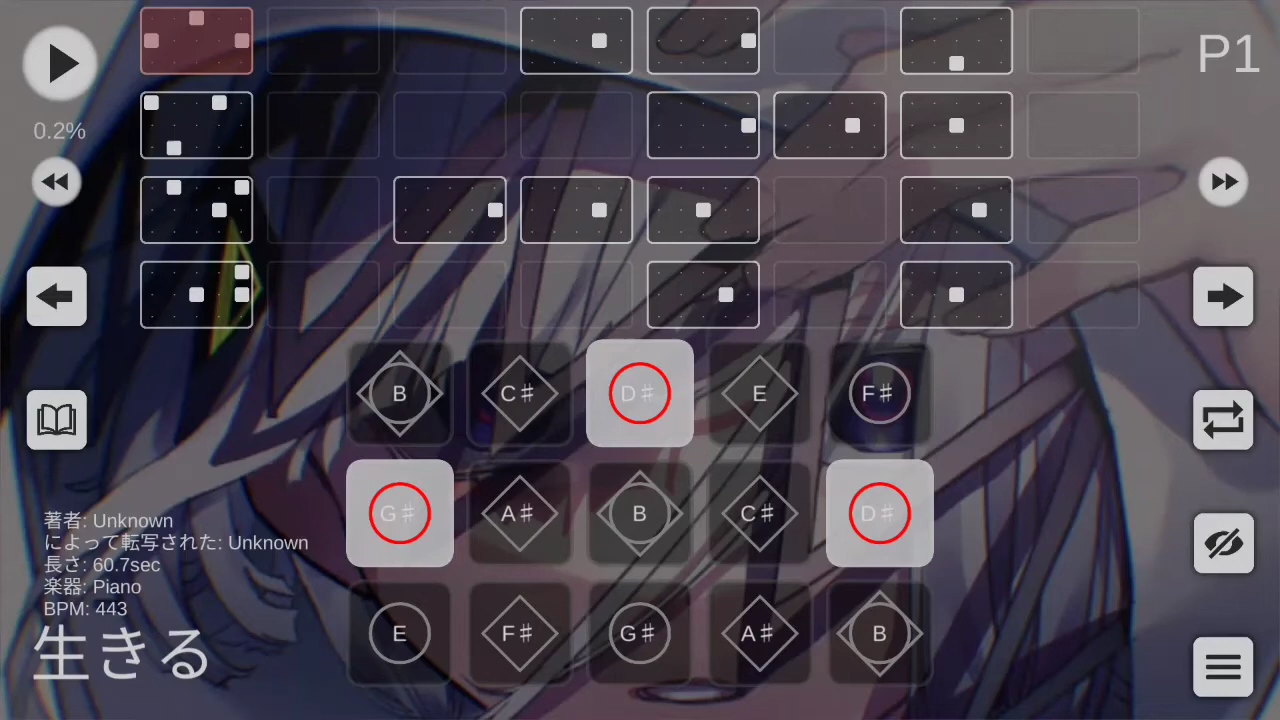 P1
0.2%
B C♯ D♯ E F♯
G♯ A♯ B C♯ D♯
E F♯ G♯ A♯ B
著者: Unknown
によって転写された: Unknown
長さ: 60.7sec
楽器: Piano
BPM: 443
生きる